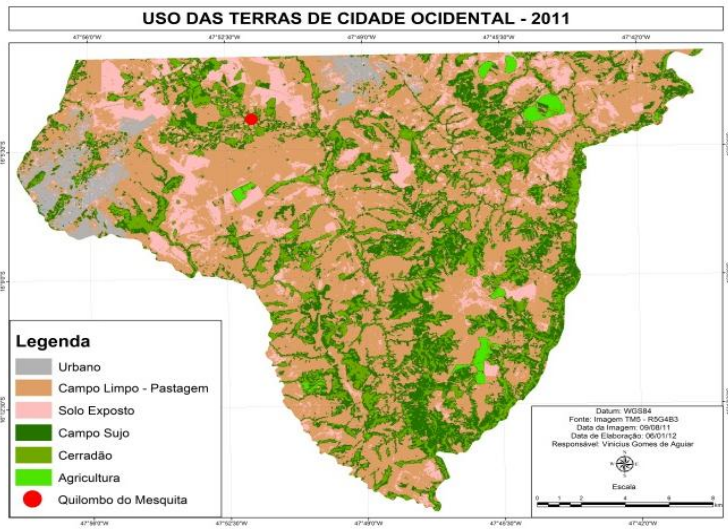 USO DAS TERRAS DE CIDADE OCIDENTAL - 2011
47°56'0"W 47°52'30"W 47°49'0"W 47°45'30"W 47°42'0"W
Legenda
Urbano
Campo Limpo - Pastagem
Solo Exposto
Campo Sujo
Cerradão
Agricultura
Quilombo do Mesquita
Datum: WGS84
Fonte: Imagem TM5 - R5G4B3
Data da Imagem: 09/08/11
Data de Elaboração: 06/01/12
Responsável: Vinicius Gomes de Aguiar
Escala
0 1 2 4 6 8
km
47°56'0"W 47°52'30"W 47°49'0"W 47°45'30"W 47°42'0"W